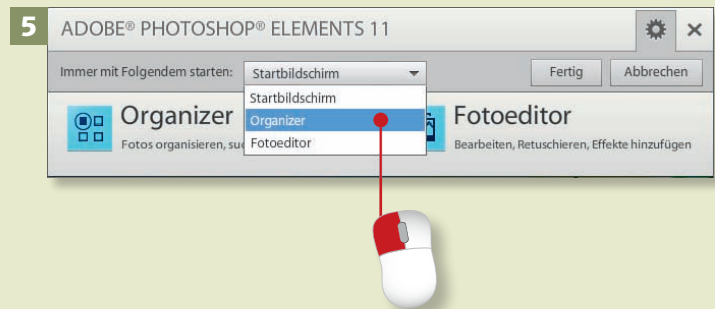 5
ADOBE® PHOTOSHOP® ELEMENTS 11
Immer mit Folgendem starten: Startbildschirm Fertig Abbrechen
Startbildschirm
Organizer
Fotoeditor
Organizer
Fotos organisieren, suc
Fotoeditor
Bearbeiten, Retuschieren, Effekte hinzufügen